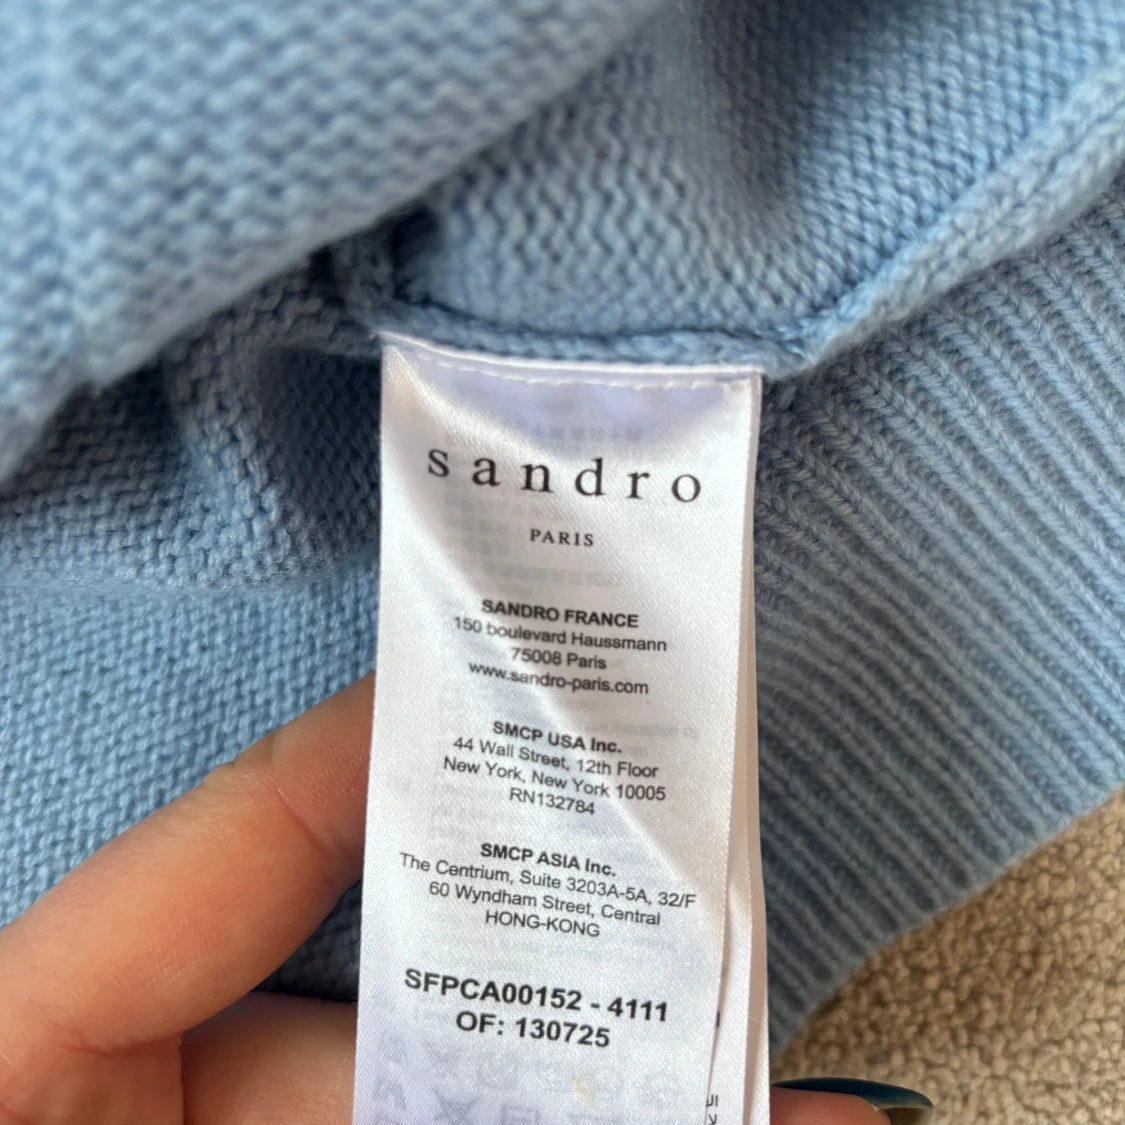 sandro
PARIS
SANDRO FRANCE
150 boulevard Haussmann
75008 Paris
www.sandro-paris.com
SMCP USA Inc.
44 Wall Street, 12th Floor
New York, New York 10005
RN132784
SMCP ASIA Inc.
The Centrium, Suite 3203A-5A, 32/F
60 Wyndham Street, Central
HONG-KONG
SFPCA00152 - 4111
OF: 130725